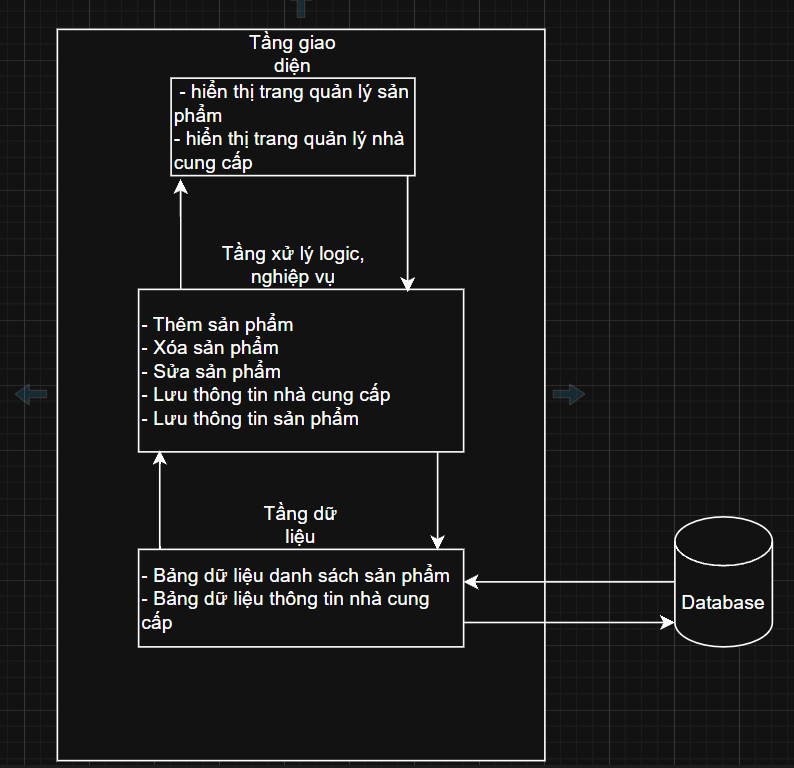 Tầng giao
diện
- hiển thị trang quản lý sản
phẩm
- hiển thị trang quản lý nhà
cung cấp
Tầng xử lý logic,
nghiệp vụ
- Thêm sản phẩm
- Xóa sản phẩm
- Sửa sản phẩm
- Lưu thông tin nhà cung cấp
- Lưu thông tin sản phẩm
Tầng dữ
liệu
- Bảng dữ liệu danh sách sản phẩm
- Bảng dữ liệu thông tin nhà cung
cấp
Database